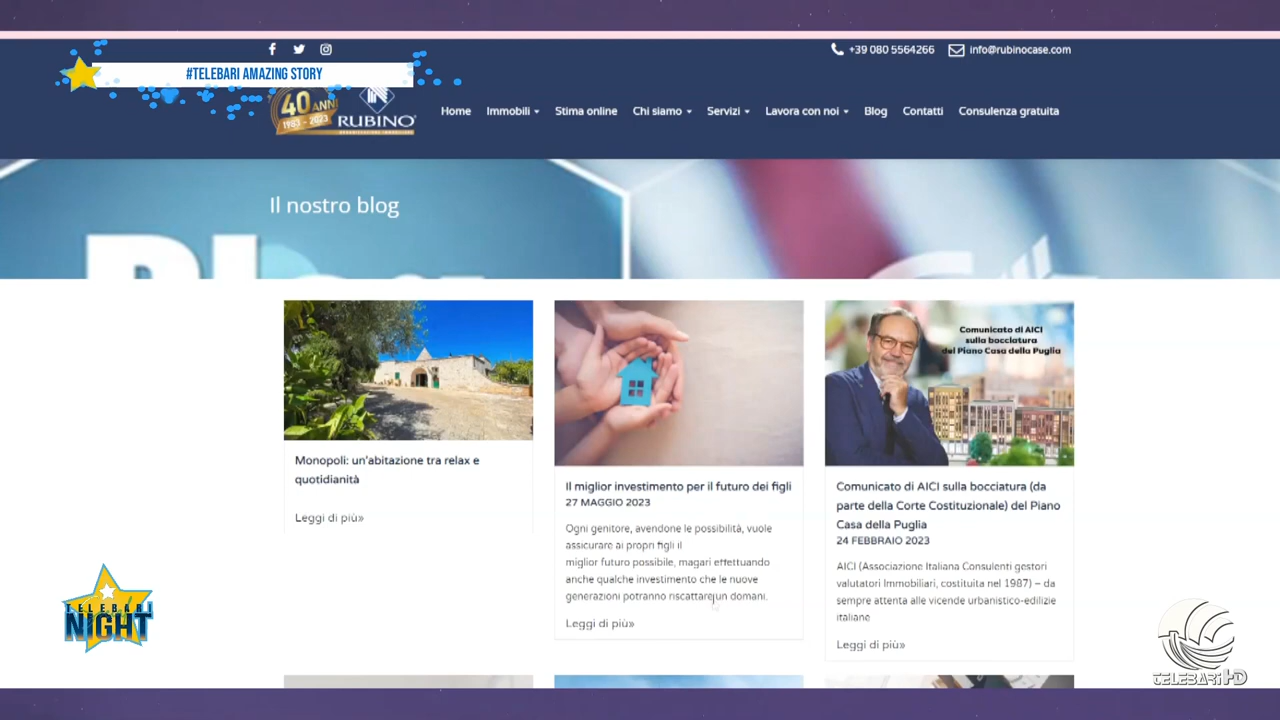 #TELEBARI AMAZING STORY
+39 080 5564266
info@rubinocase.com
40 ANNI
1983 - 2023
RUBINO
Home Immobili Stima online Chi siamo Servizi Lavora con noi Blog Contatti Consulenza gratuita
Il nostro blog
Comunicato di AICI
sulla bocciatura
del Piano Casa della Puglia
Monopoli: un'abitazione tra relax e
quotidianità
Leggi di più»
Il miglior investimento per il futuro dei figli
27 MAGGIO 2023
Ogni genitore, avendone le possibilità, vuole
assicurare ai propri figli il
miglior futuro possibile, magari effettuando
anche qualche investimento che le nuove
generazioni potranno riscattare un domani.
Leggi di più»
Comunicato di AICI sulla bocciatura (da
parte della Corte Costituzionale) del Piano
Casa della Puglia
24 FEBBRAIO 2023
AICI (Associazione Italiana Consulenti gestori
valutatori Immobiliari, costituita nel 1987) – da
sempre attenta alle vicende urbanistico-edilizie
italiane
Leggi di più»
TELEBARI
NIGHT
TELEBARI HD